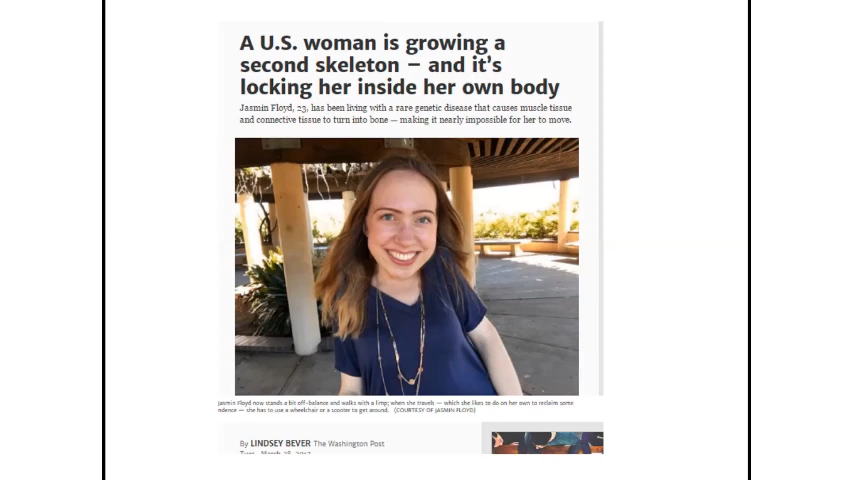 A U.S. woman is growing a
second skeleton – and it's
locking her inside her own body
Jasmin Floyd, 23, has been living with a rare genetic disease that causes muscle tissue
and connective tissue to turn into bone — making it nearly impossible for her to move.
Jasmin Floyd now stands a bit off-balance and walks with a limp; when she travels — which she likes to do on her own to reclaim some
ndence — she has to use a wheelchair or a scooter to get around. (COURTESY OF JASMIN FLOYD)
By LINDSEY BEVER The Washington Post